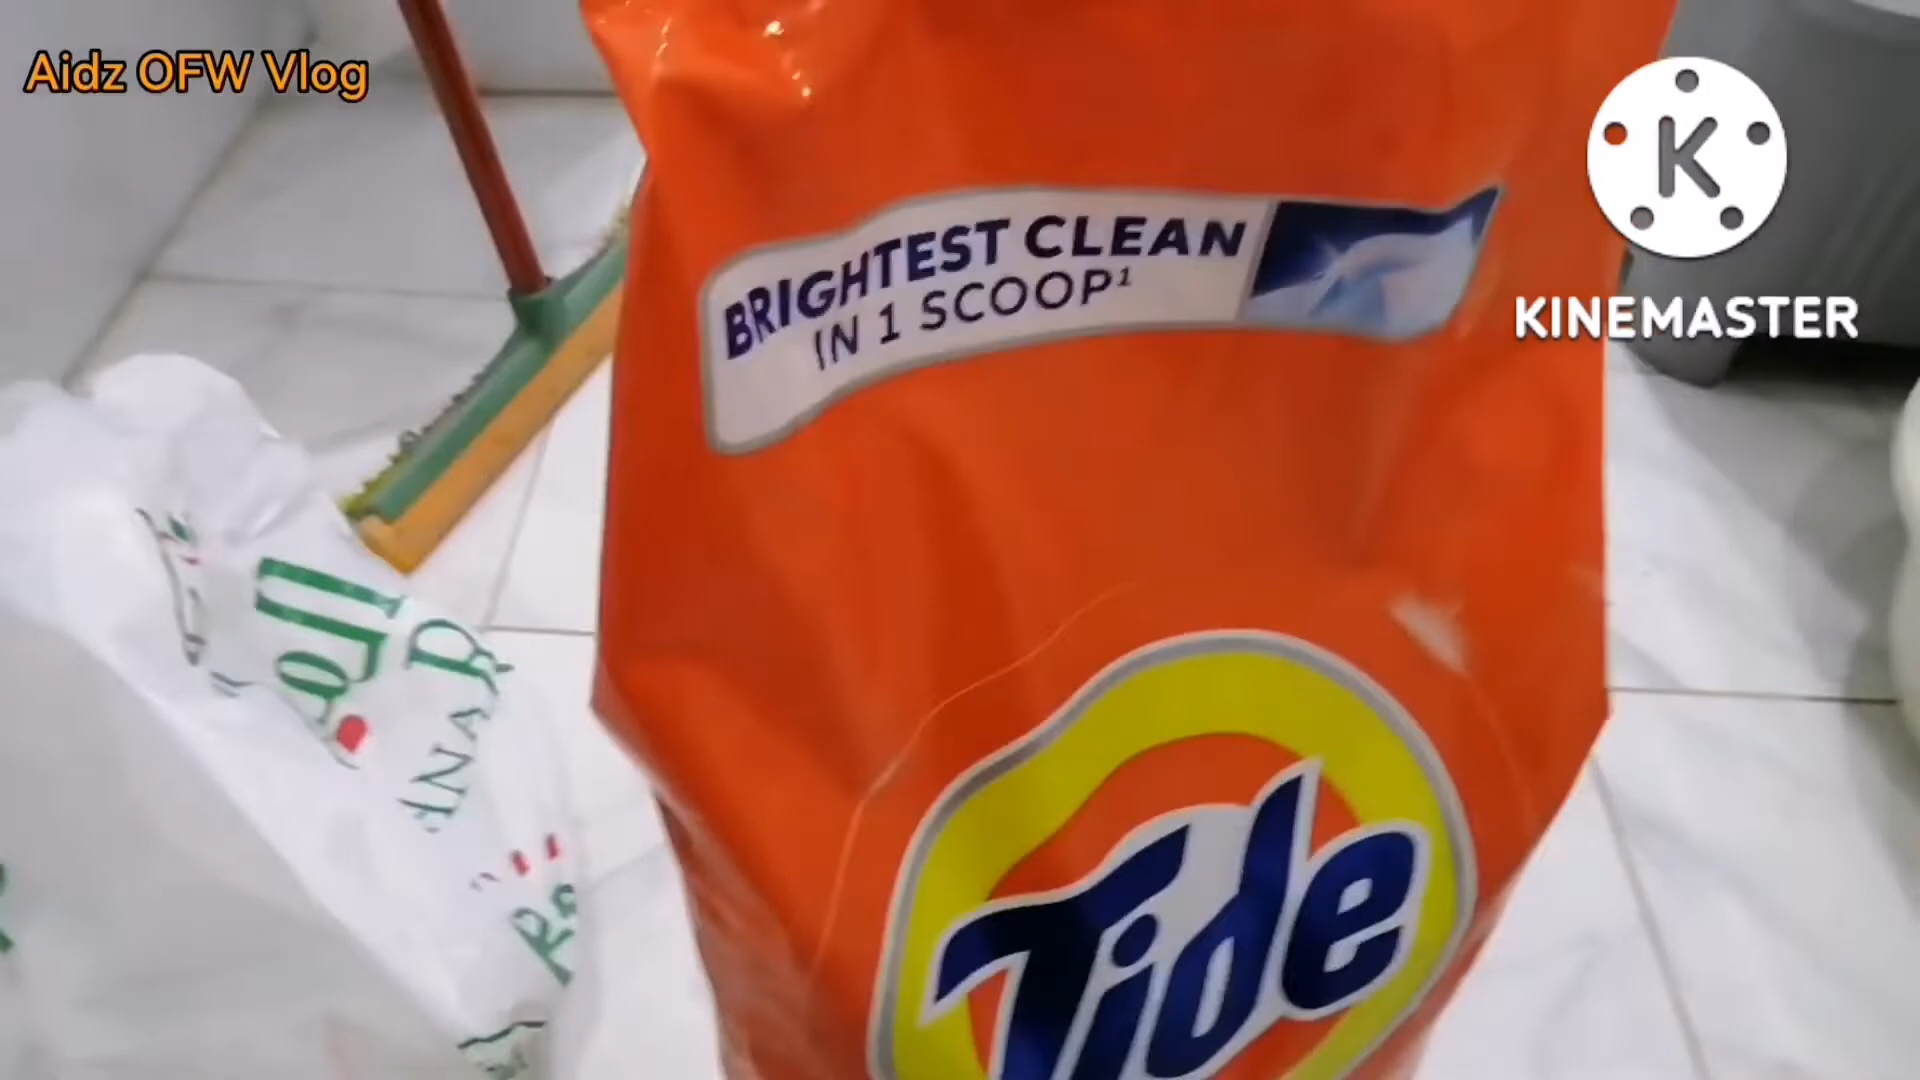 Aidz OFW Vlog
K
KINEMASTER
BRIGHTEST CLEAN
IN 1 SCOOP¹
Tide